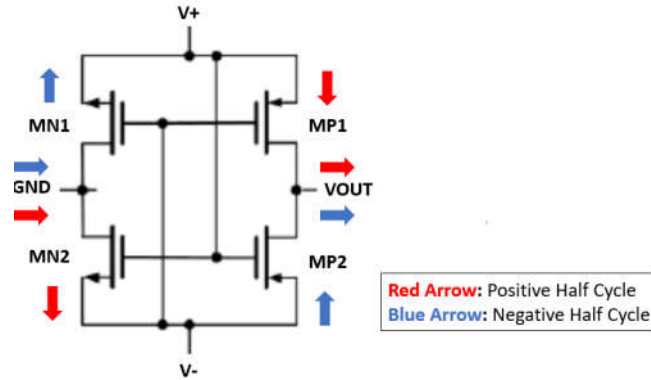 V+
MN1
MP1
GND
VOUT
MN2
MP2
V-
Red Arrow: Positive Half Cycle
Blue Arrow: Negative Half Cycle